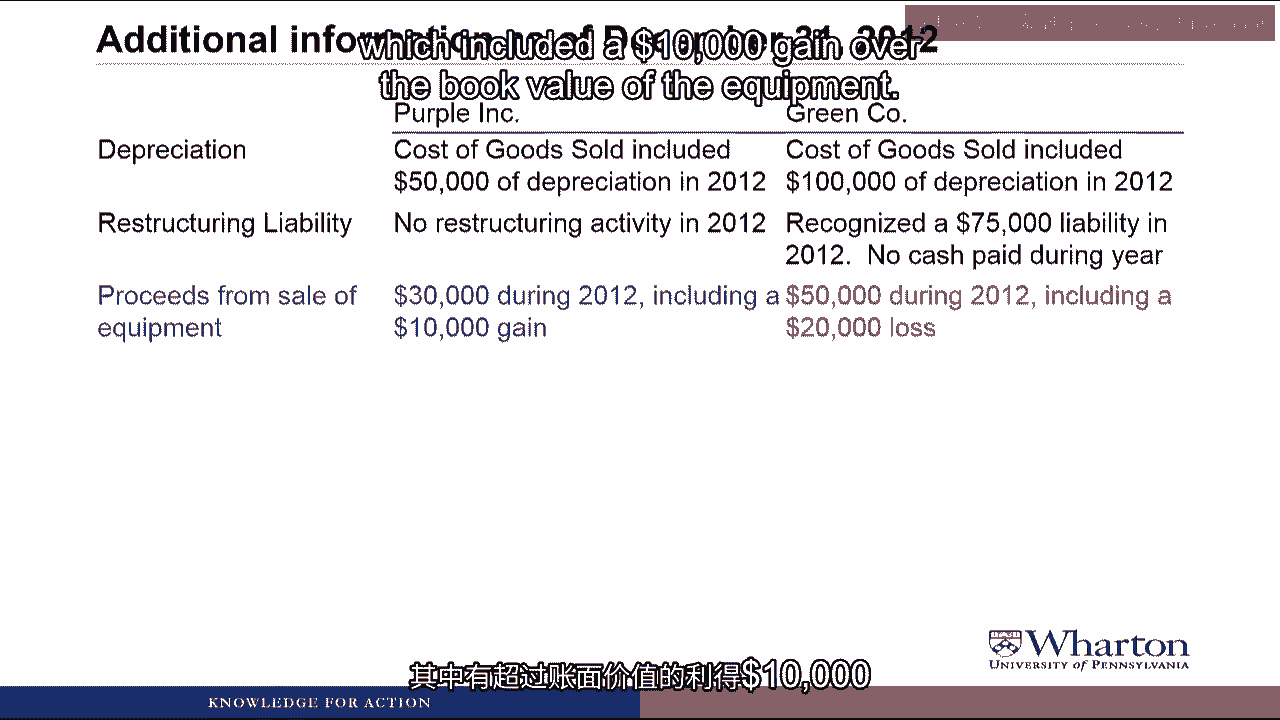 Additional information as of December 31, 2012
which included a $10,000 gain over
the book value of the equipment.
Purple Inc. Green Co.
Depreciation Cost of Goods Sold included Cost of Goods Sold included
$50,000 of depreciation in 2012 $100,000 of depreciation in 2012
Restructuring Liability No restructuring activity in 2012 Recognized a $75,000 liability in
2012. No cash paid during year
Proceeds from sale of $30,000 during 2012, including a $50,000 during 2012, including a
equipment $10,000 gain $20,000 loss
Wharton
UNIVERSITY of PENNSYLVANIA
其中有超过账面价值的利得$10,000
KNOWLEDGE FOR ACTION